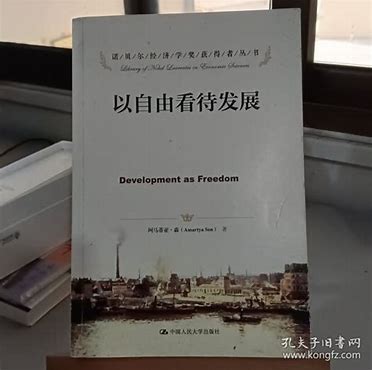 诺/贝/尔/经/济/学/奖/获/得/者/丛/书
Library of Nobel Laureates in Economic Sciences
以自由看待发展
Development as Freedom
阿马蒂亚·森（Amartya Sen） 著
中国人民大学出版社
孔夫子旧书网
www.kongfz.com